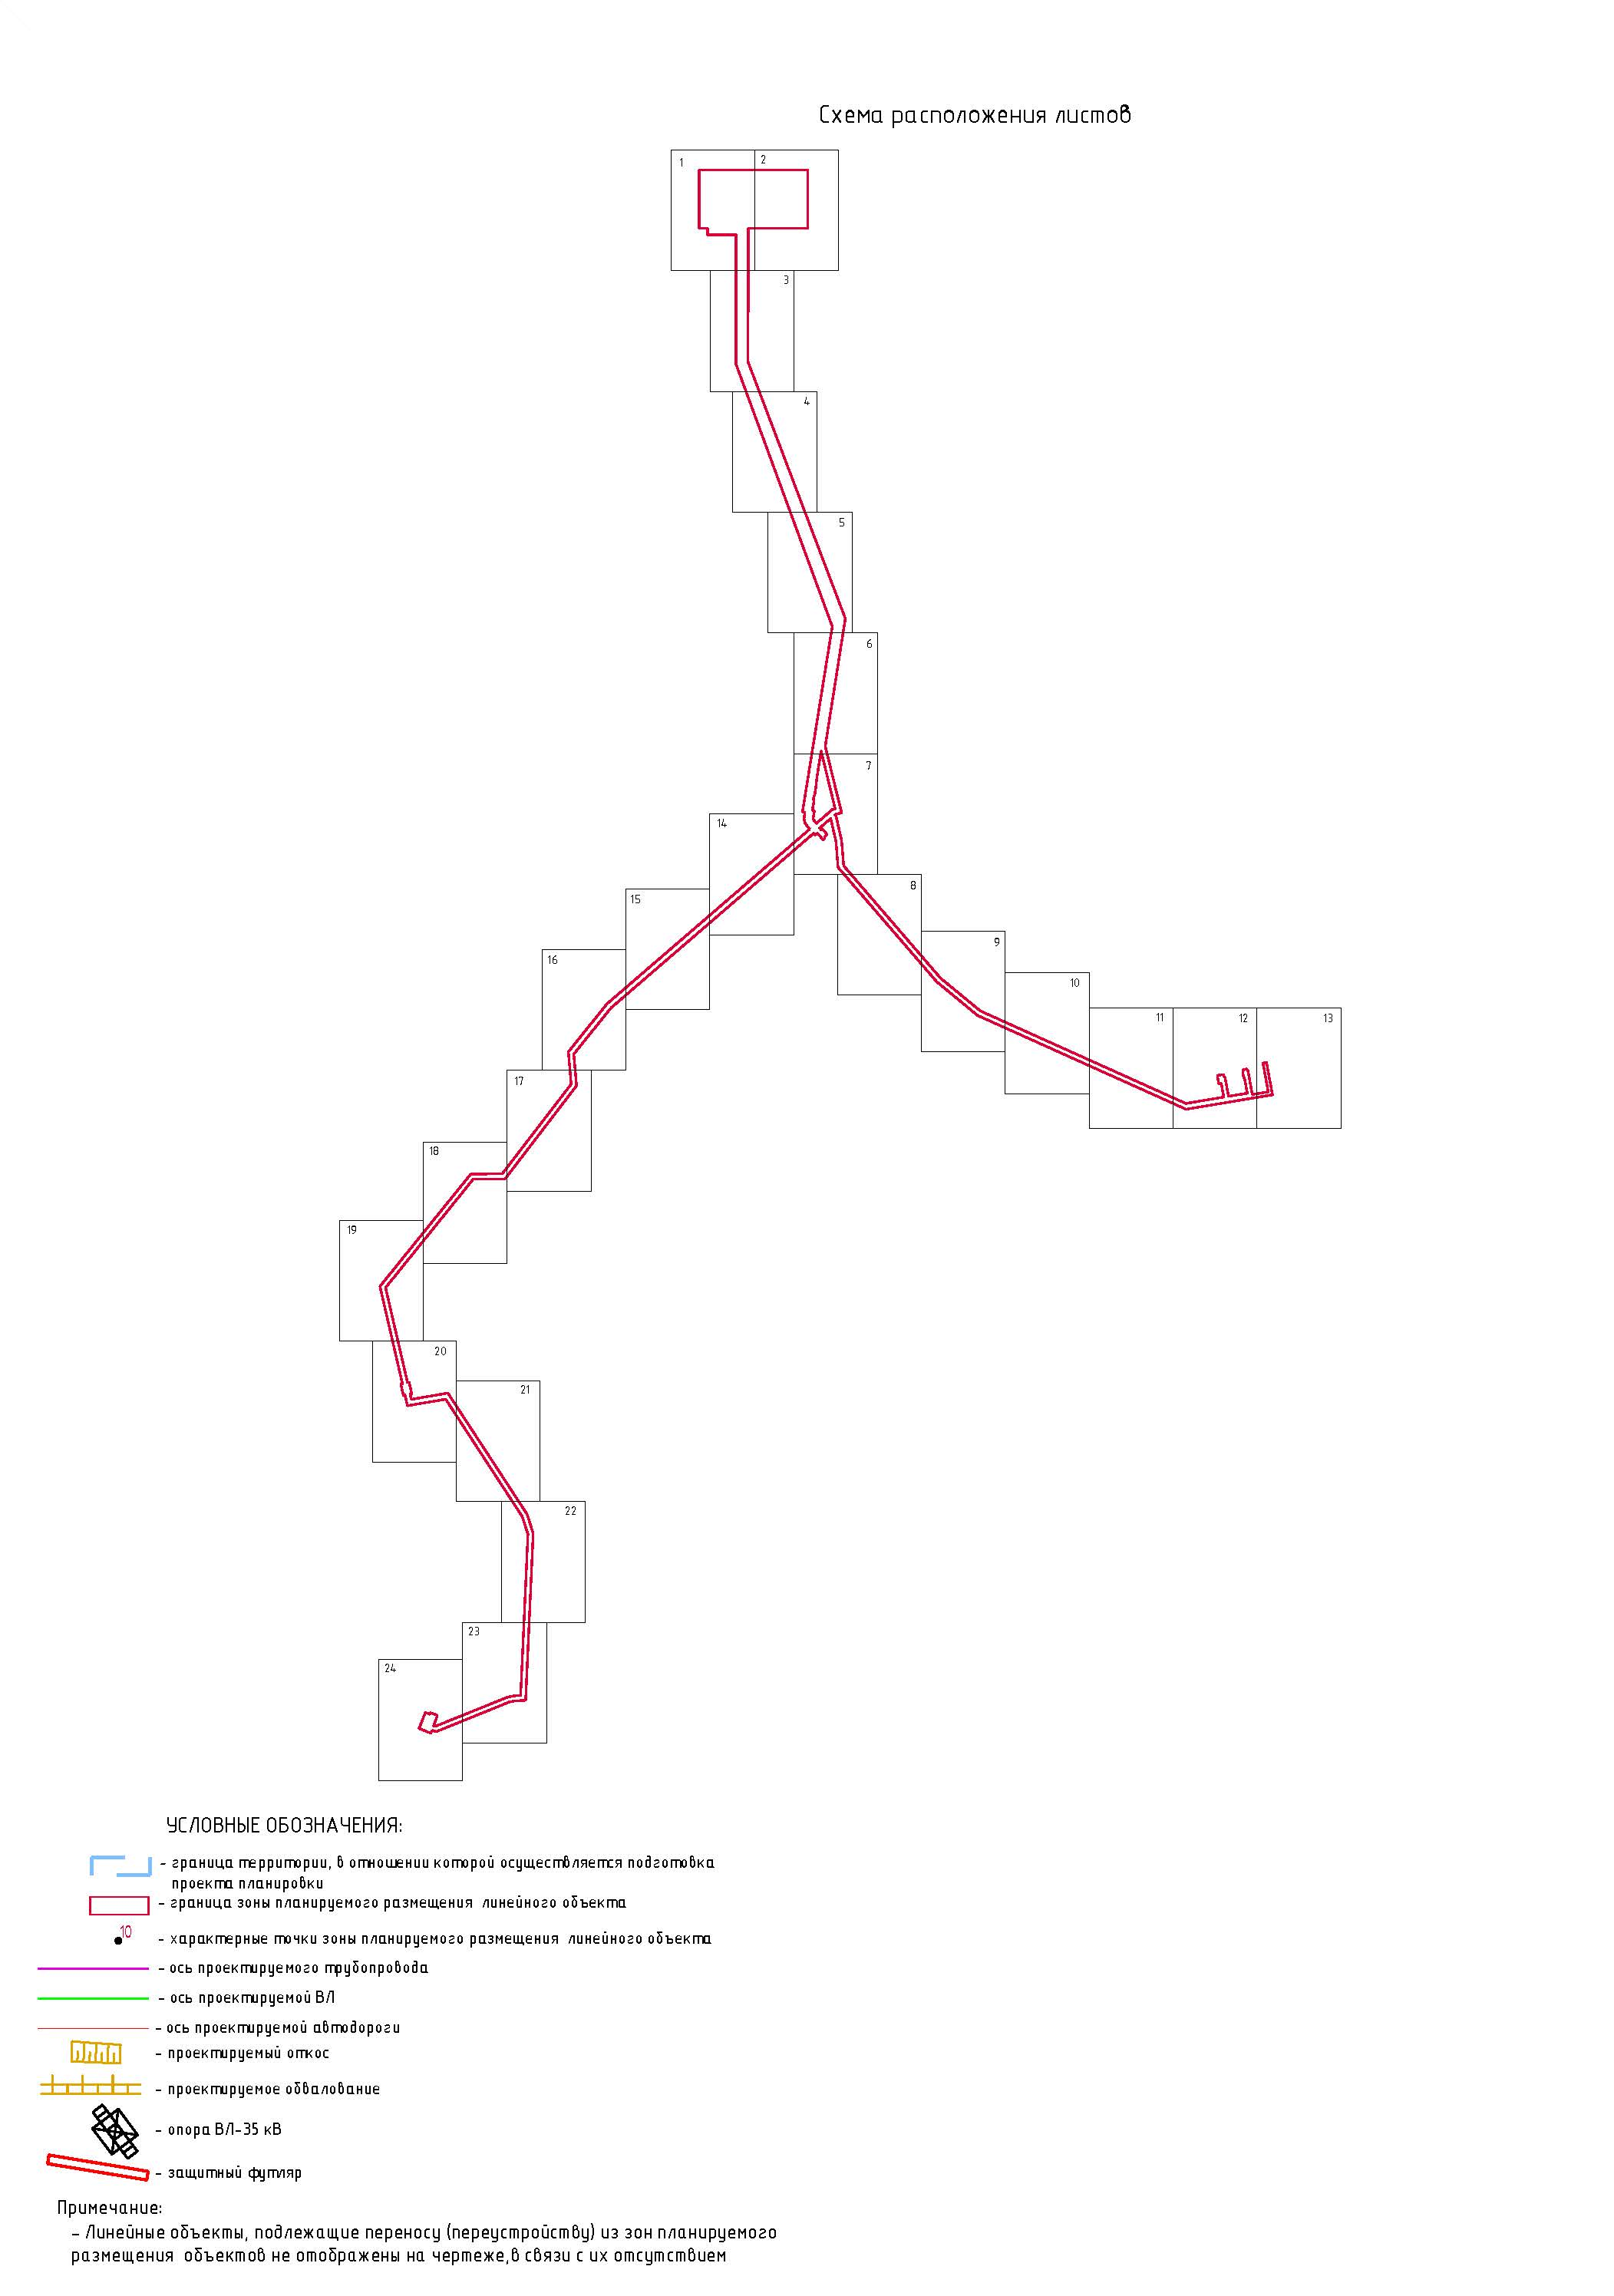 Схема расположения листов
1
2
3
4
5
6
7
14
8
15
9
16
10
11
12
13
17
18
19
20
21
22
23
24
УСЛОВНЫЕ ОБОЗНАЧЕНИЯ:
- граница территории, в отношении которой осуществляется подготовка
проекта планировки
- граница зоны планируемого размещения линейного объекта
10
- характерные точки зоны планируемого размещения линейного объекта
- ось проектируемого трубопровода
- ось проектируемой ВЛ
- ось проектируемой автодороги
- проектируемый откос
- проектируемое обвалование
- опора ВЛ-35 кВ
- защитный футляр
Примечание:
- Линейные объекты, подлежащие переносу (переустройству) из зон планируемого
размещения объектов не отображены на чертеже,в связи с их отсутствием